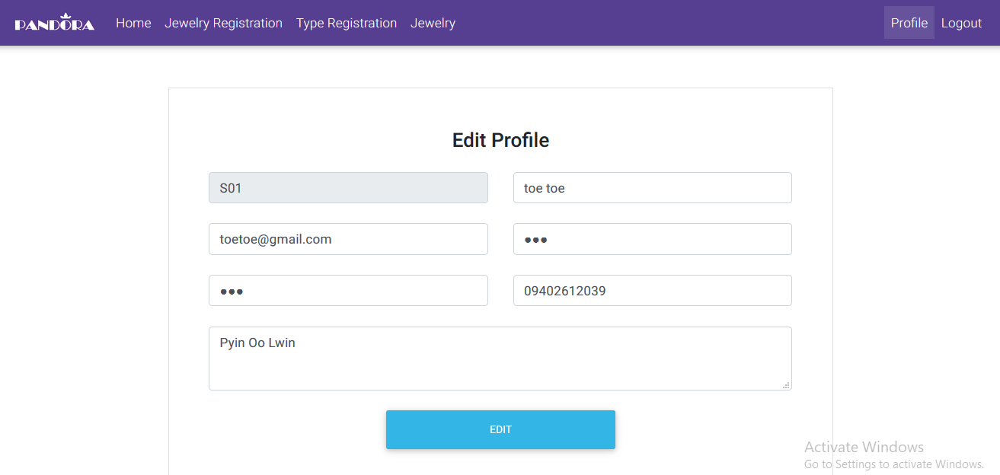 PANDORA Home Jewelry Registration Type Registration Jewelry Profile Logout
Edit Profile
S01 toe toe
toetoe@gmail.com •••
••• 09402612039
Pyin Oo Lwin
EDIT
Activate Windows
Go to Settings to activate Windows.